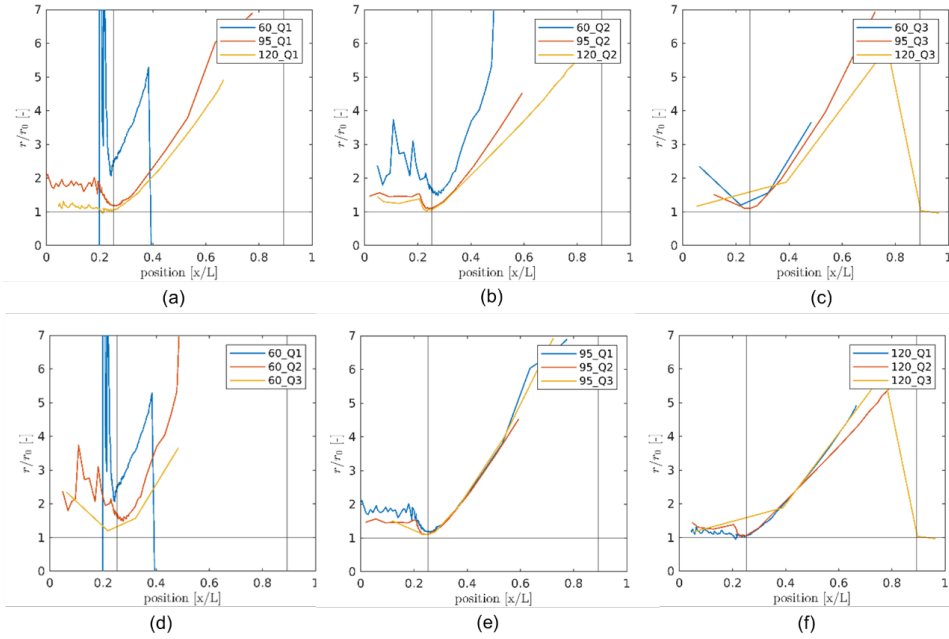 7
6
5
4
3
2
1
0
r/r₀ [-]
0 0.2 0.4 0.6 0.8 1
position [x/L]
60_Q1
95_Q1
120_Q1
(a)
7
6
5
4
3
2
1
0
r/r₀ [-]
0 0.2 0.4 0.6 0.8 1
position [x/L]
60_Q2
95_Q2
120_Q2
(b)
7
6
5
4
3
2
1
0
r/r₀ [-]
0 0.2 0.4 0.6 0.8 1
position [x/L]
60_Q3
95_Q3
120_Q3
(c)
7
6
5
4
3
2
1
0
r/r₀ [-]
0 0.2 0.4 0.6 0.8 1
position [x/L]
60_Q1
60_Q2
60_Q3
(d)
7
6
5
4
3
2
1
0
r/r₀ [-]
0 0.2 0.4 0.6 0.8 1
position [x/L]
95_Q1
95_Q2
95_Q3
(e)
7
6
5
4
3
2
1
0
r/r₀ [-]
0 0.2 0.4 0.6 0.8 1
position [x/L]
120_Q1
120_Q2
120_Q3
(f)